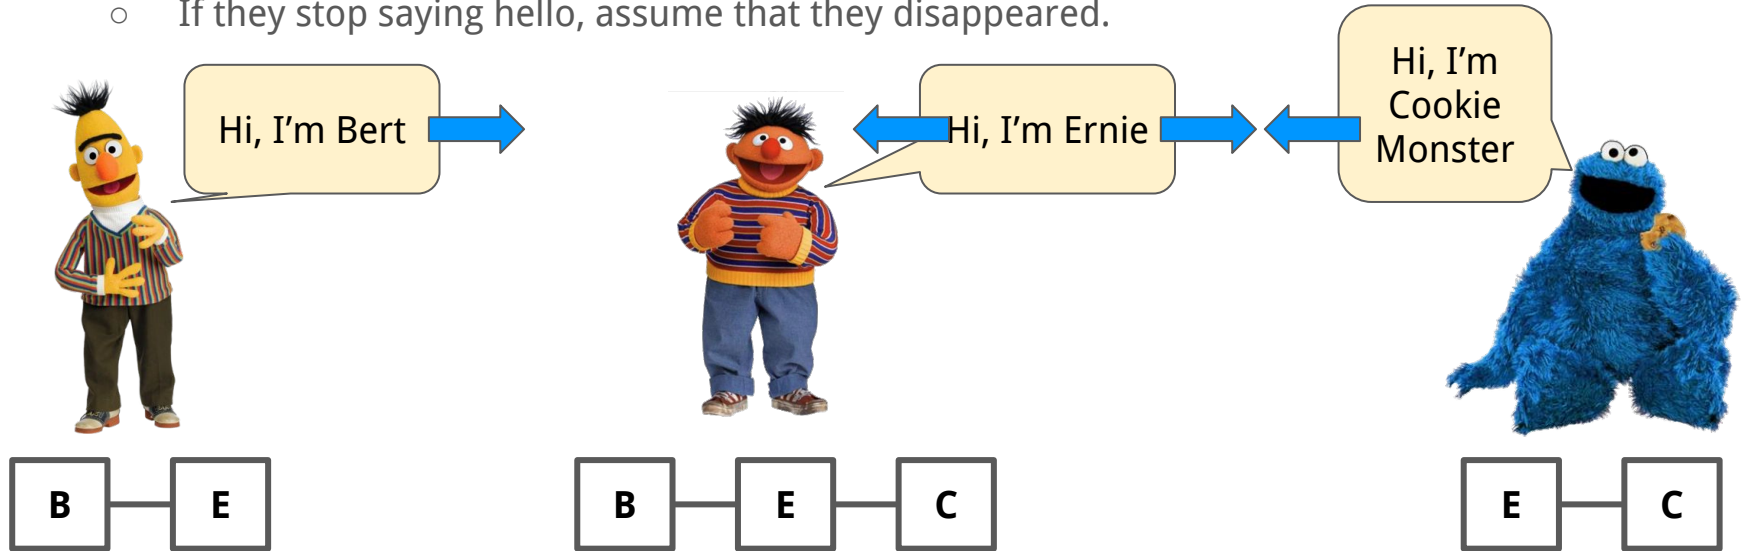 ○ If they stop saying hello, assume that they disappeared.
Hi, I’m Bert
Hi, I’m Ernie
Hi, I’m
Cookie
Monster
B E
B E C
E C